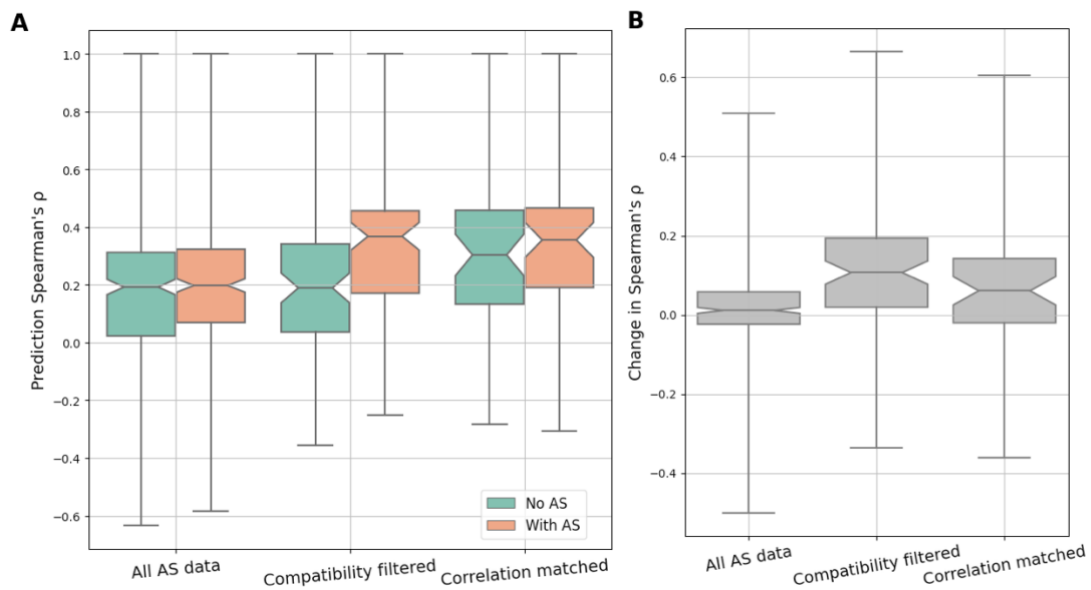 A
Prediction Spearman's ρ
1.0
0.8
0.6
0.4
0.2
0.0
−0.2
−0.4
−0.6
No AS
With AS
All AS data
Compatibility filtered
Correlation matched
B
Change in Spearman's ρ
0.6
0.4
0.2
0.0
−0.2
−0.4
All AS data
Compatibility filtered
Correlation matched